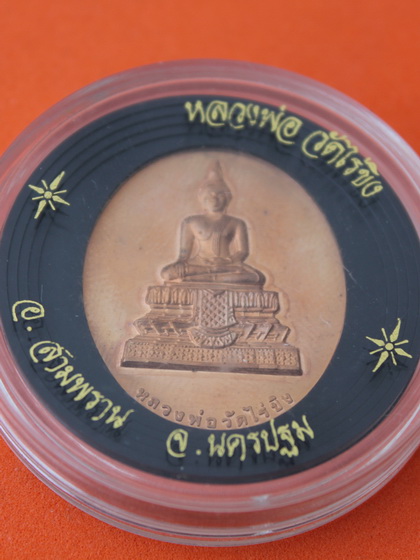 หลวงพ่อ วัดไร่ขิง
หลวงพ่อวัดไร่ขิง
อ. สามพราน จ.นครปฐม